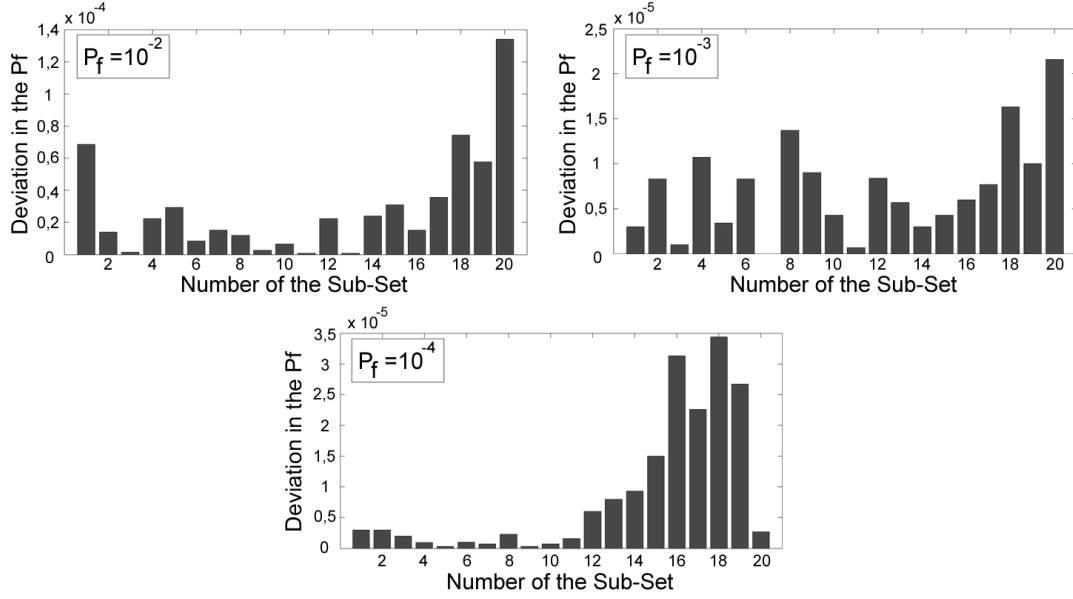 x 10⁻⁴
1,4
1,2
1
0,8
0,6
0,4
0,2
0
Deviation in the Pf
P_f =10⁻²
2 4 6 8 10 12 14 16 18 20
Number of the Sub-Set
x 10⁻⁵
2,5
2
1,5
1
0.5
0
Deviation in the Pf
P_f =10⁻³
2 4 6 8 10 12 14 16 18 20
Number of the Sub-Set
x 10⁻⁵
3,5
3
2,5
2
1,5
1
0,5
0
Deviation in the Pf
P_f =10⁻⁴
2 4 6 8 10 12 14 16 18 20
Number of the Sub-Set